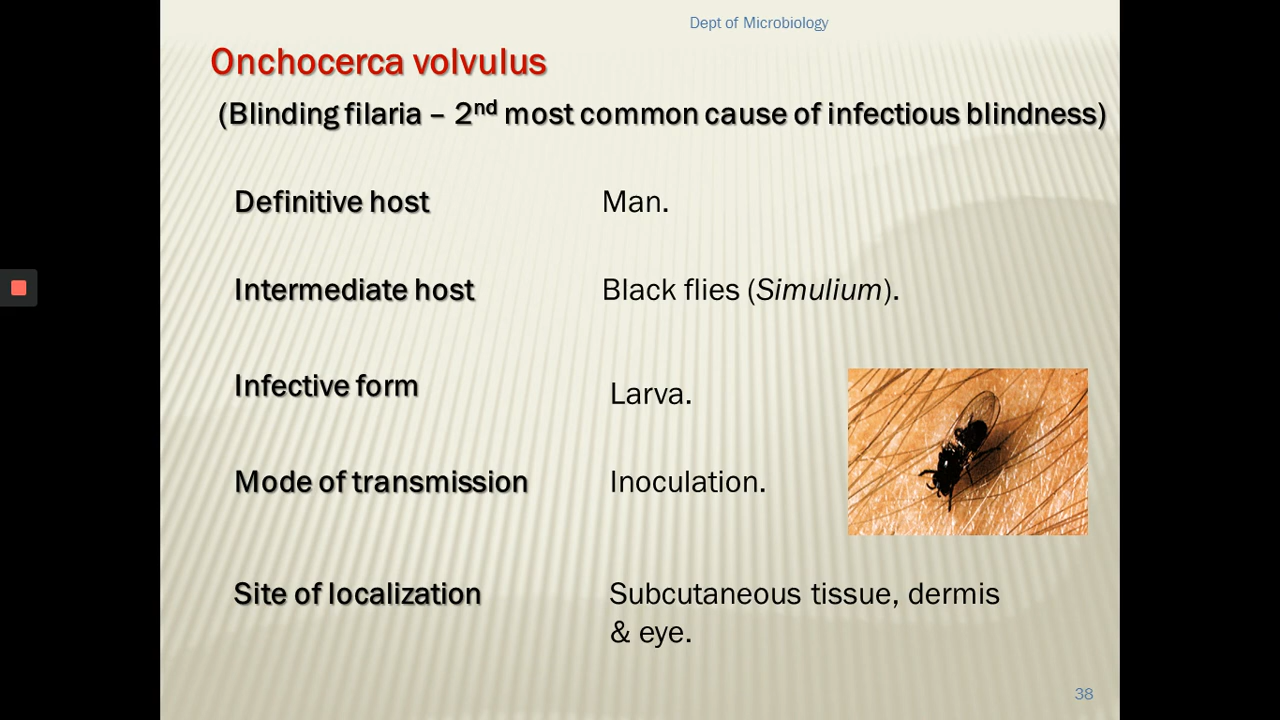 Dept of Microbiology
Onchocerca volvulus
(Blinding filaria – 2nd most common cause of infectious blindness)
Definitive host Man.
Intermediate host Black flies (Simulium).
Infective form Larva.
Mode of transmission Inoculation.
Site of localization Subcutaneous tissue, dermis
& eye.
38